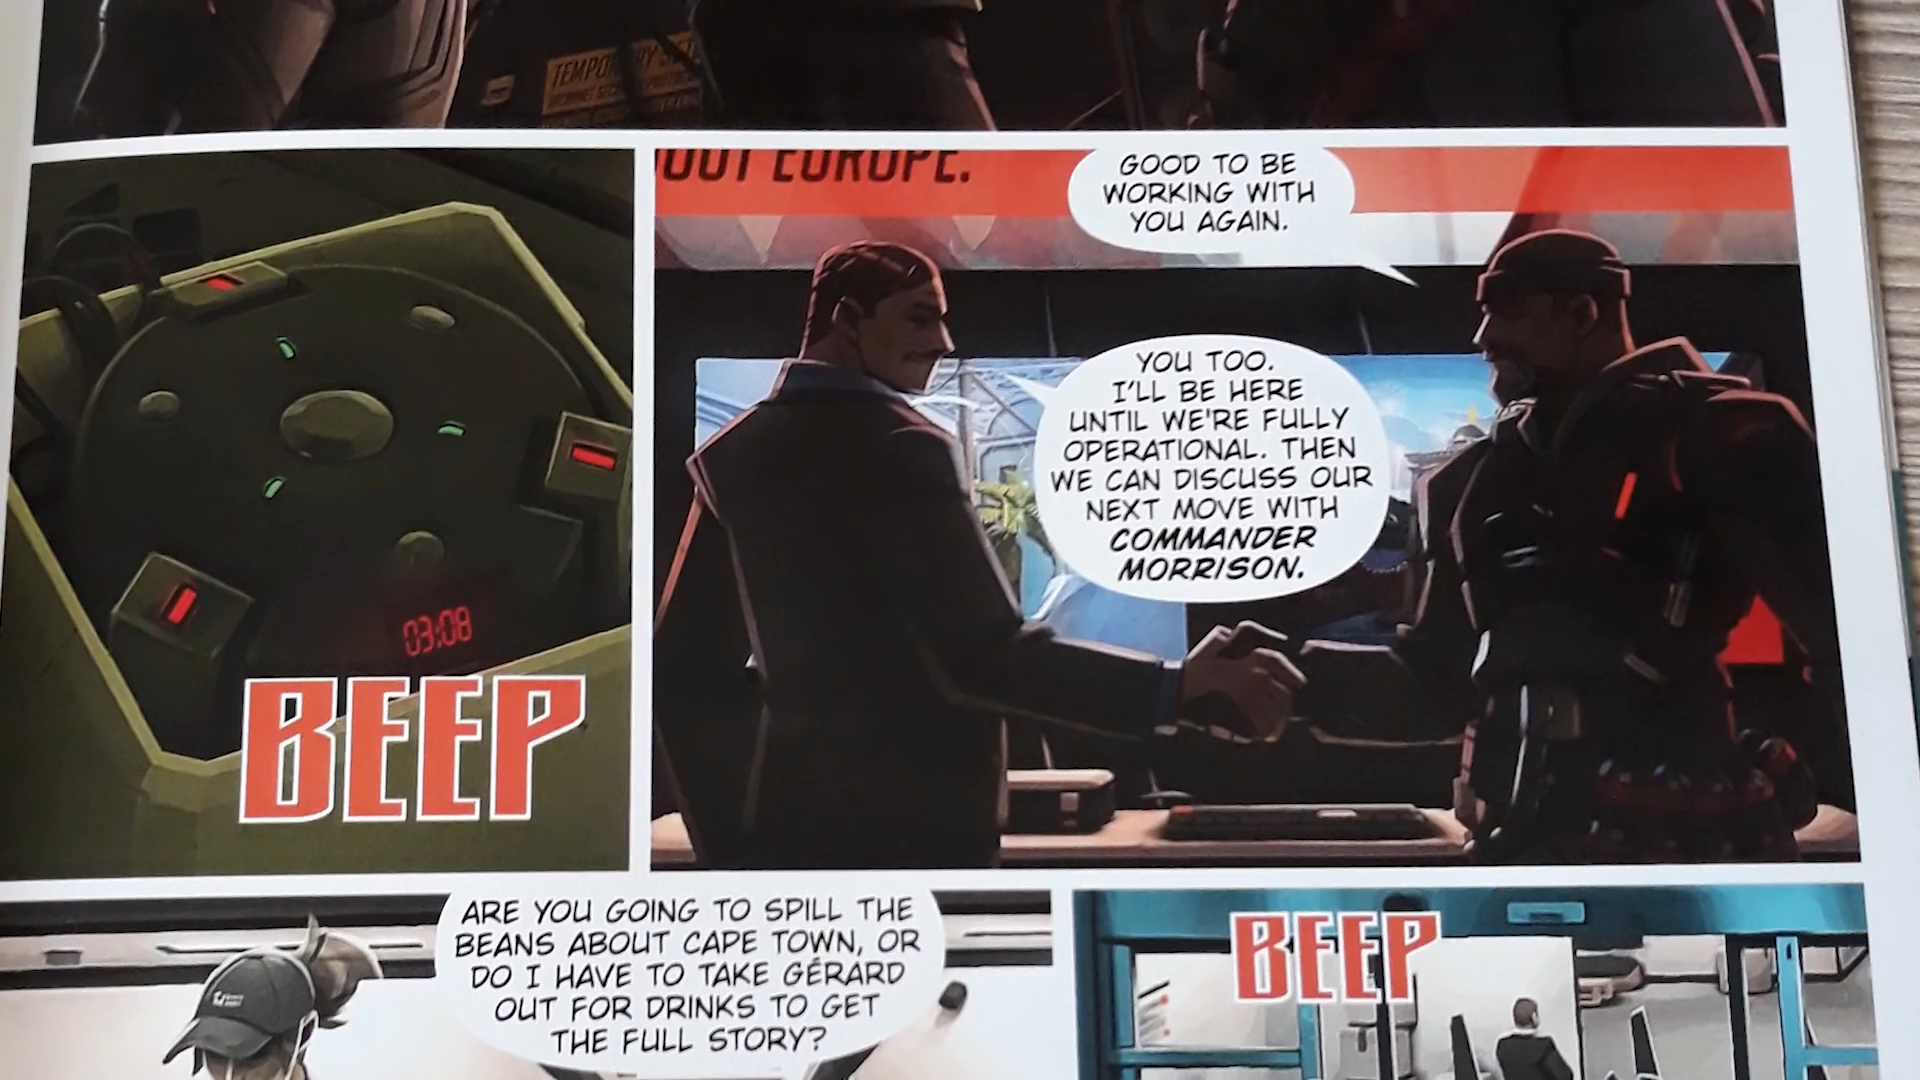 TEMPORARY
03:08
BEEP
OUT EUROPE.
GOOD TO BE
WORKING WITH
YOU AGAIN.
YOU TOO.
I'LL BE HERE
UNTIL WE'RE FULLY
OPERATIONAL. THEN
WE CAN DISCUSS OUR
NEXT MOVE WITH
COMMANDER
MORRISON.
ARE YOU GOING TO SPILL THE
BEANS ABOUT CAPE TOWN, OR
DO I HAVE TO TAKE GÉRARD
OUT FOR DRINKS TO GET
THE FULL STORY?
BEEP